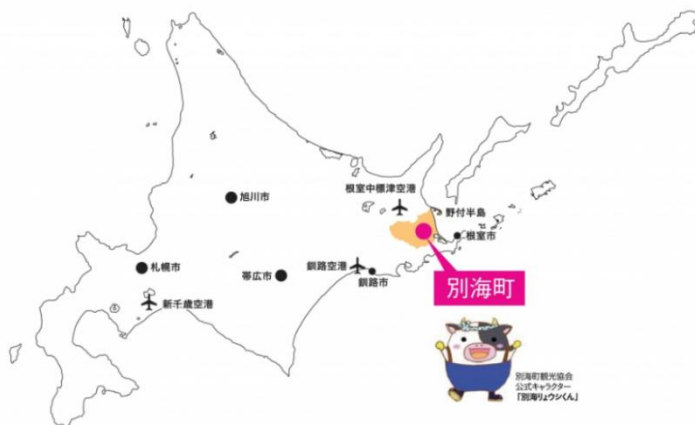 根室中標津空港
旭川市
野付半島
根室市
札幌市
帯広市
釧路空港
釧路市
新千歳空港
別海町
別海町観光協会
公式キャラクター
「別海りょウシくん」